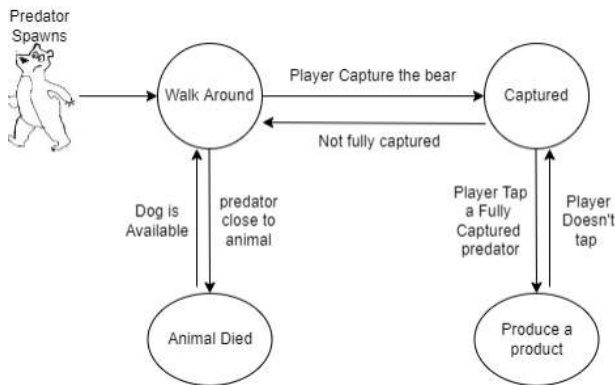 Predator
Spawns
Walk Around
Player Capture the bear
Captured
Not fully captured
Dog is
Available
predator
close to
animal
Player Tap
a Fully
Captured
predator
Player
Doesn't
tap
Animal Died
Produce a
product